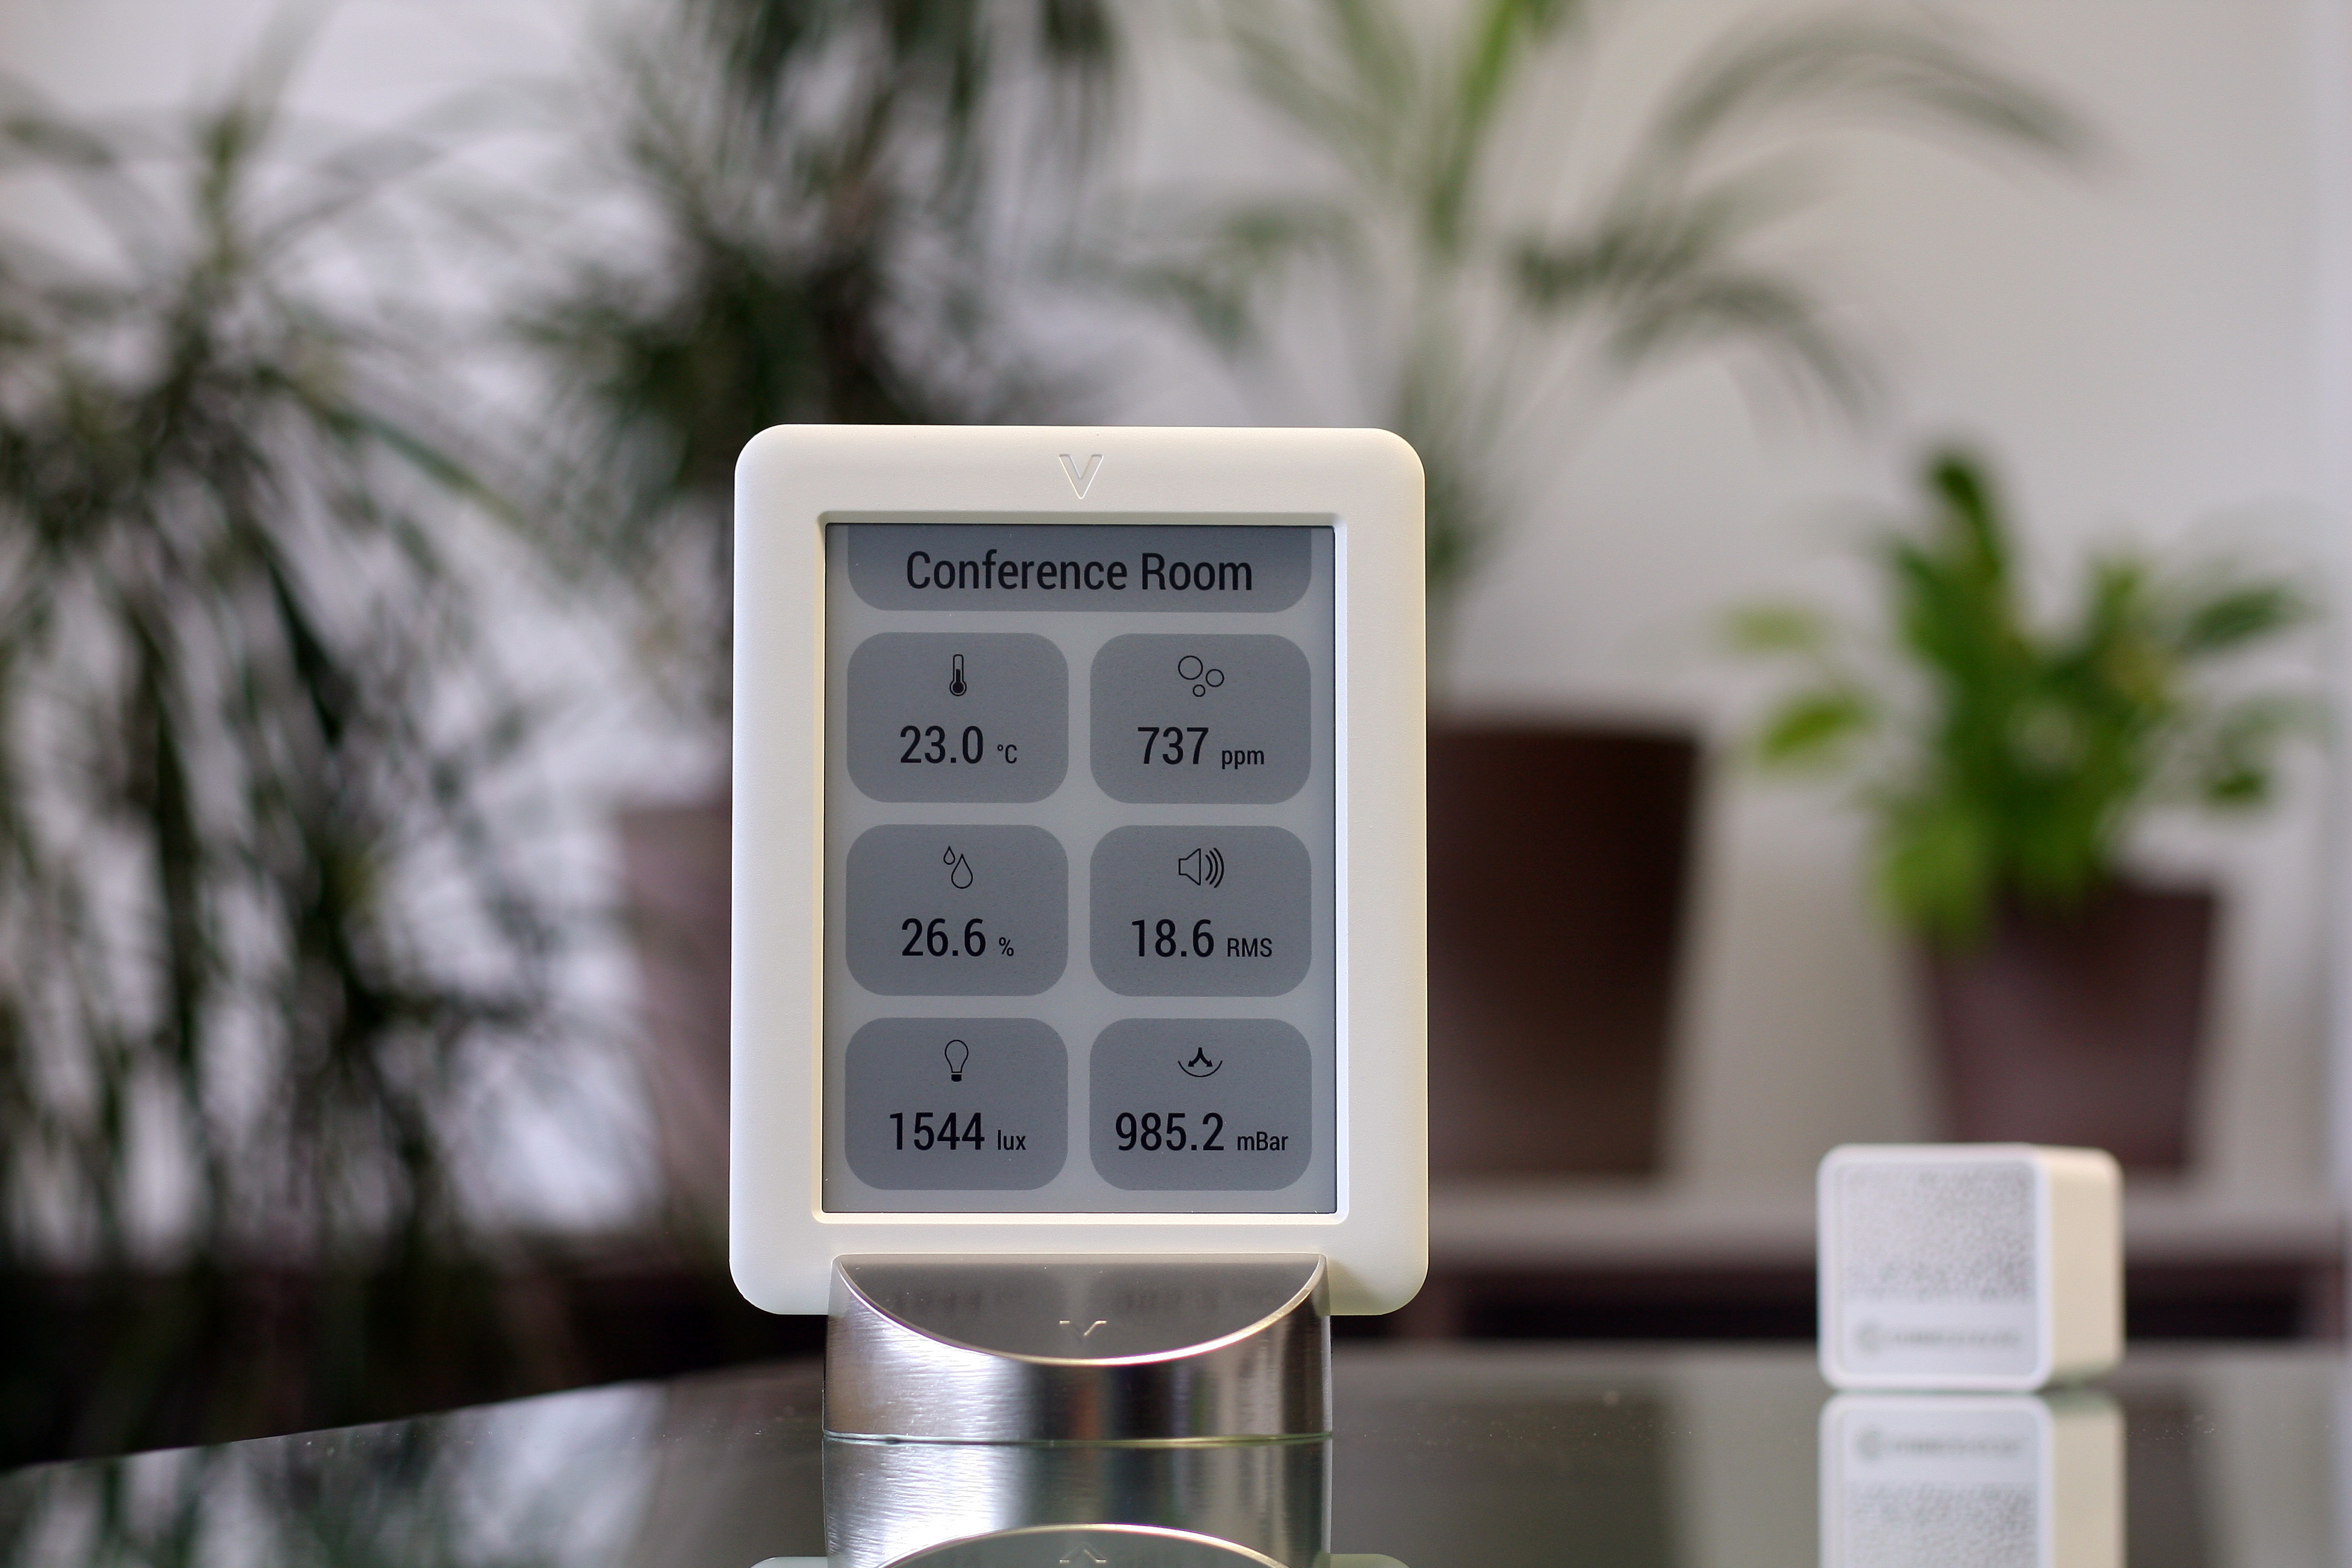 V
Conference Room
23.0 °C
737 ppm
26.6 %
18.6 RMS
1544 lux
985.2 mBar